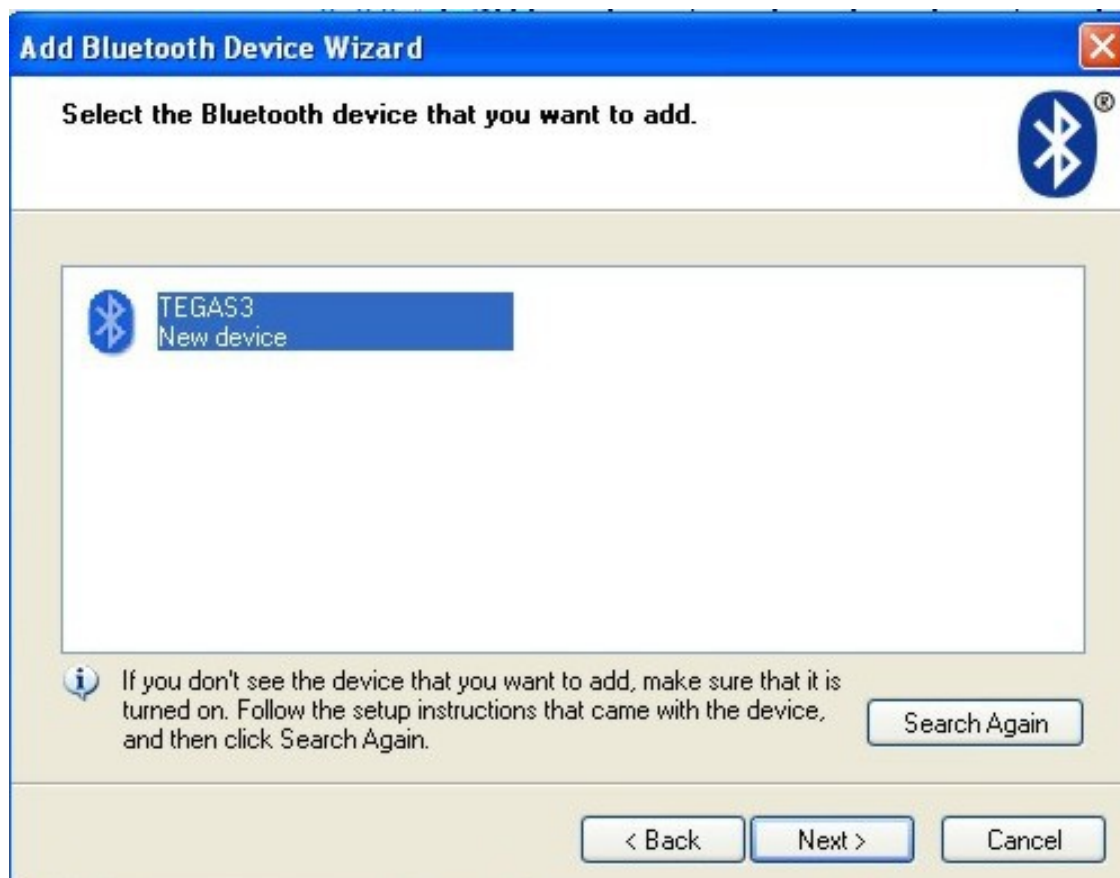 Add Bluetooth Device Wizard
Select the Bluetooth device that you want to add.
®
TEGAS3
New device
If you don't see the device that you want to add, make sure that it is
turned on. Follow the setup instructions that came with the device,
and then click Search Again.
Search Again
< Back
Next >
Cancel